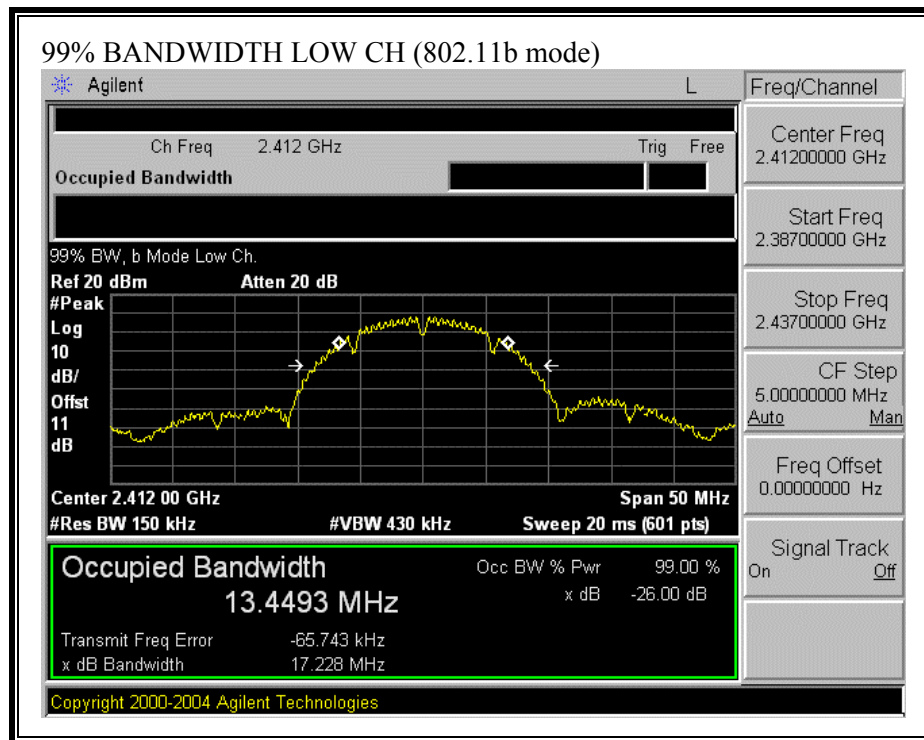 99% BANDWIDTH LOW CH (802.11b mode)
Agilent L
Freq/Channel
Ch Freq 2.412 GHz Trig Free
Occupied Bandwidth
Center Freq
2.41200000 GHz
Start Freq
2.38700000 GHz
Stop Freq
2.43700000 GHz
CF Step
5.00000000 MHz
Auto Man
Freq Offset
0.00000000 Hz
Signal Track
On Off
99% BW, b Mode Low Ch.
Ref 20 dBm Atten 20 dB
#Peak
Log
10
dB/
Offst
11
dB
Center 2.412 00 GHz Span 50 MHz
#Res BW 150 kHz #VBW 430 kHz Sweep 20 ms (601 pts)
Occupied Bandwidth
13.4493 MHz
Occ BW % Pwr 99.00 %
x dB -26.00 dB
Transmit Freq Error -65.743 kHz
x dB Bandwidth 17.228 MHz
Copyright 2000-2004 Agilent Technologies